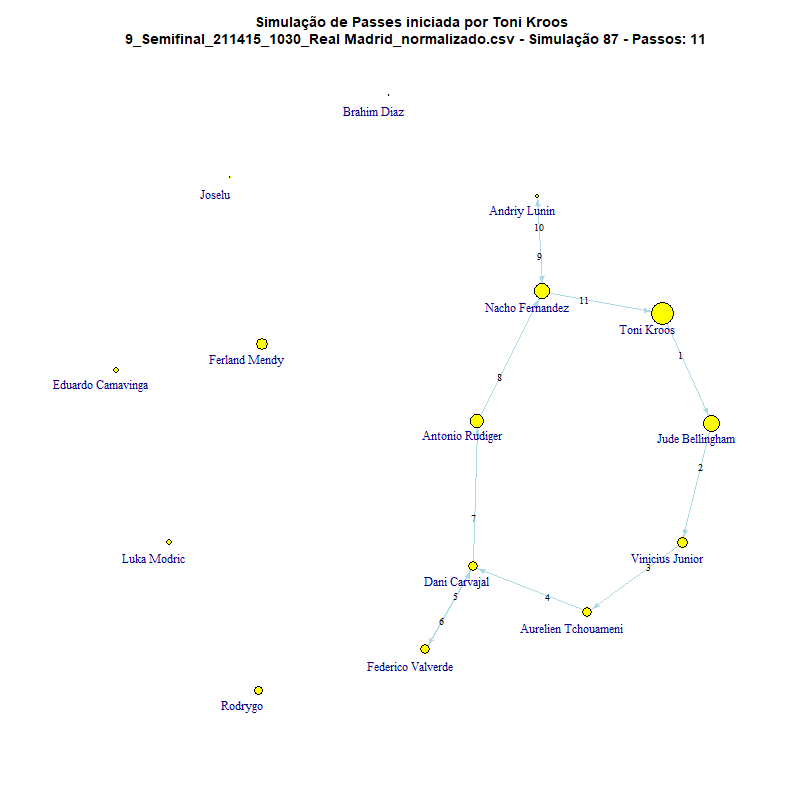 Simulação de Passes iniciada por Toni Kroos
9_Semifinal_211415_1030_Real Madrid_normalizado.csv - Simulação 87 - Passos: 11
Brahim Diaz
Joselu
Andriy Lunin
10
9
Nacho Fernandez
11
Toni Kroos
1
Ferland Mendy
Eduardo Camavinga
8
Antonio Rudiger
Jude Bellingham
2
7
Luka Modric
Vinicius Junior
3
Dani Carvajal
5
4
6
Aurelien Tchouameni
Federico Valverde
Rodrygo